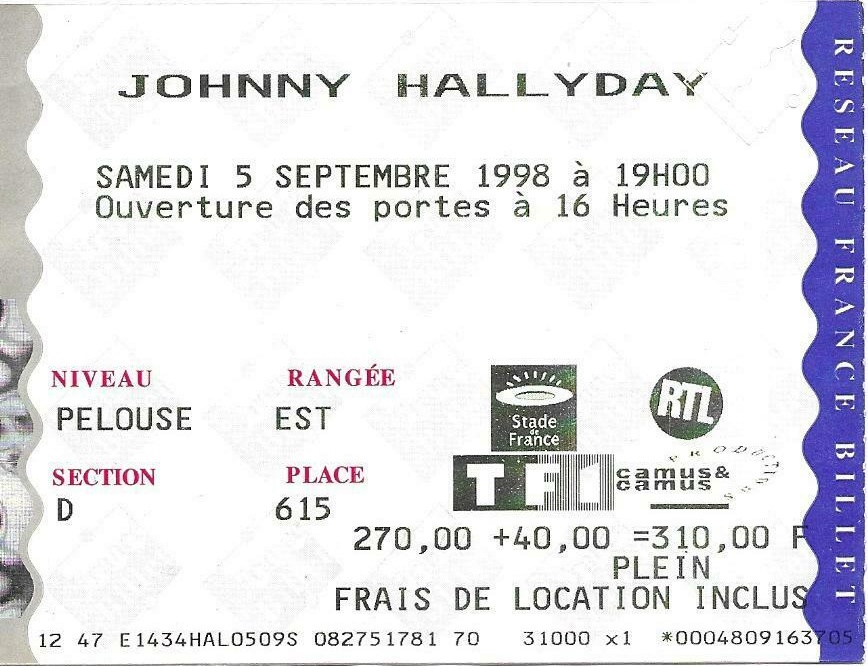 JOHNNY HALLYDAY
SAMEDI 5 SEPTEMBRE 1998 à 19H00
Ouverture des portes à 16 Heures
NIVEAU RANGÉE
PELOUSE EST
SECTION PLACE
D 615
Stade
de
France
RTL
TF1
camus&
camus
PRODUCTIONS
270,00 +40,00 =310,00 F
PLEIN
FRAIS DE LOCATION INCLUS
12 47 E1434HAL0509S 082751781 70 31000 x1 *0004809163705
RESEAU FRANCE BILLET